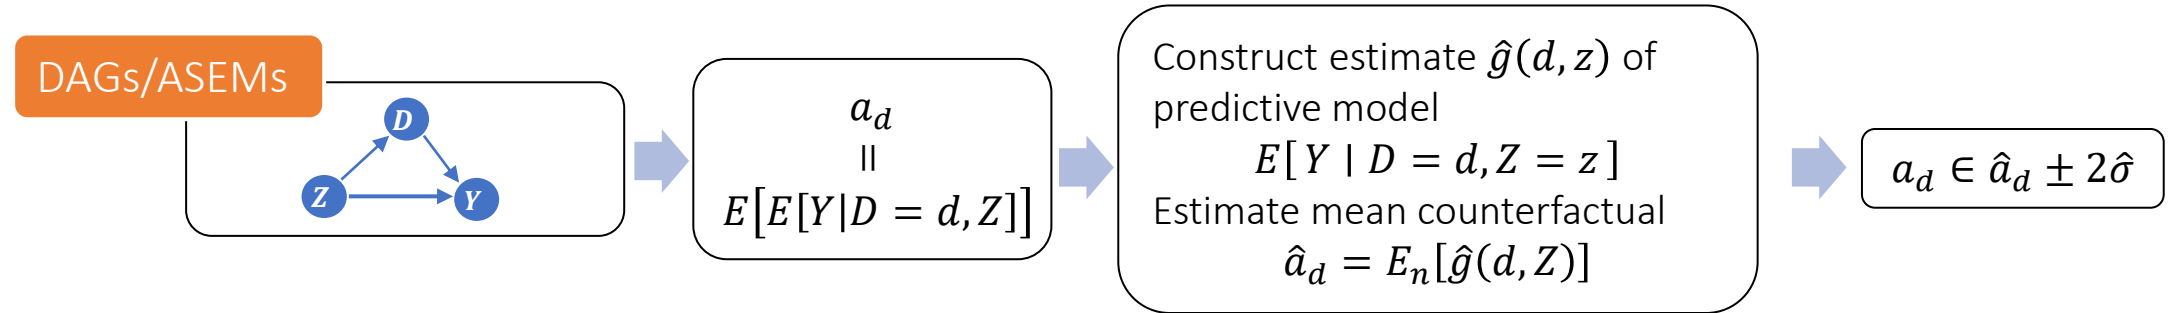 DAGs/ASEMs
D
Z
Y
a_d
=
E[E[Y|D = d, Z]]
Construct estimate ĝ(d, z) of
predictive model
E[ Y | D = d, Z = z ]
Estimate mean counterfactual
â_d = E_n[ĝ(d, Z)]
a_d ∈ â_d ± 2σ̂